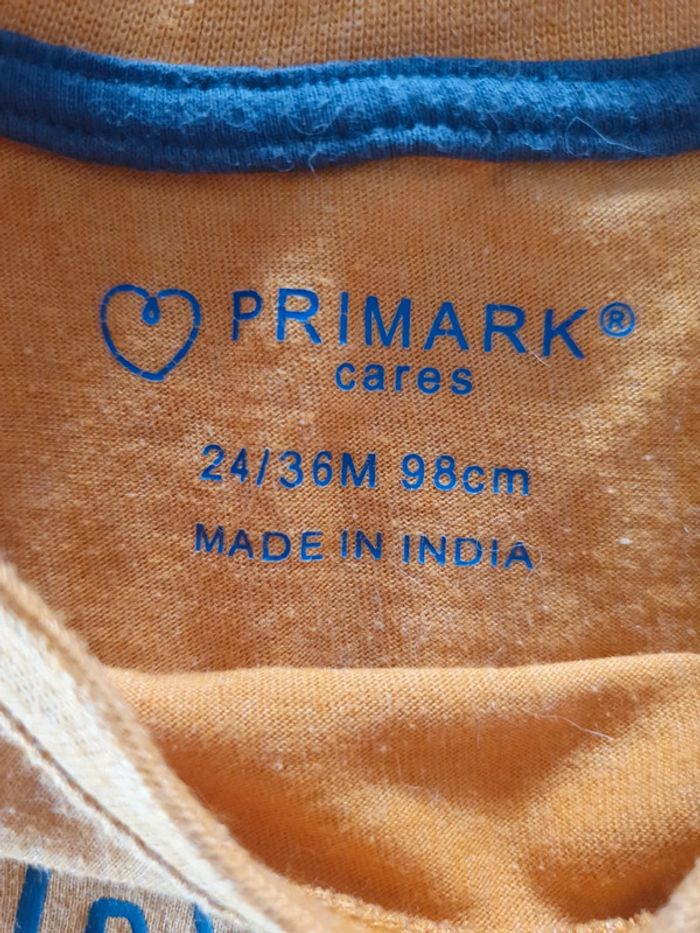 PRIMARK®
cares
24/36M 98cm
MADE IN INDIA